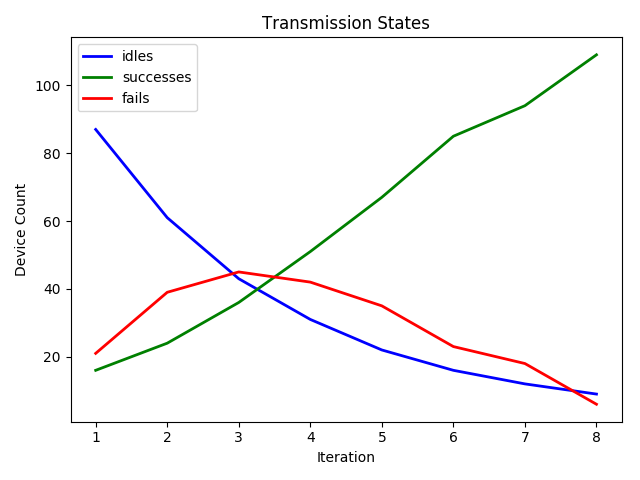 Transmission States
idles
successes
fails
Device Count
100
80
60
40
20
1 2 3 4 5 6 7 8
Iteration